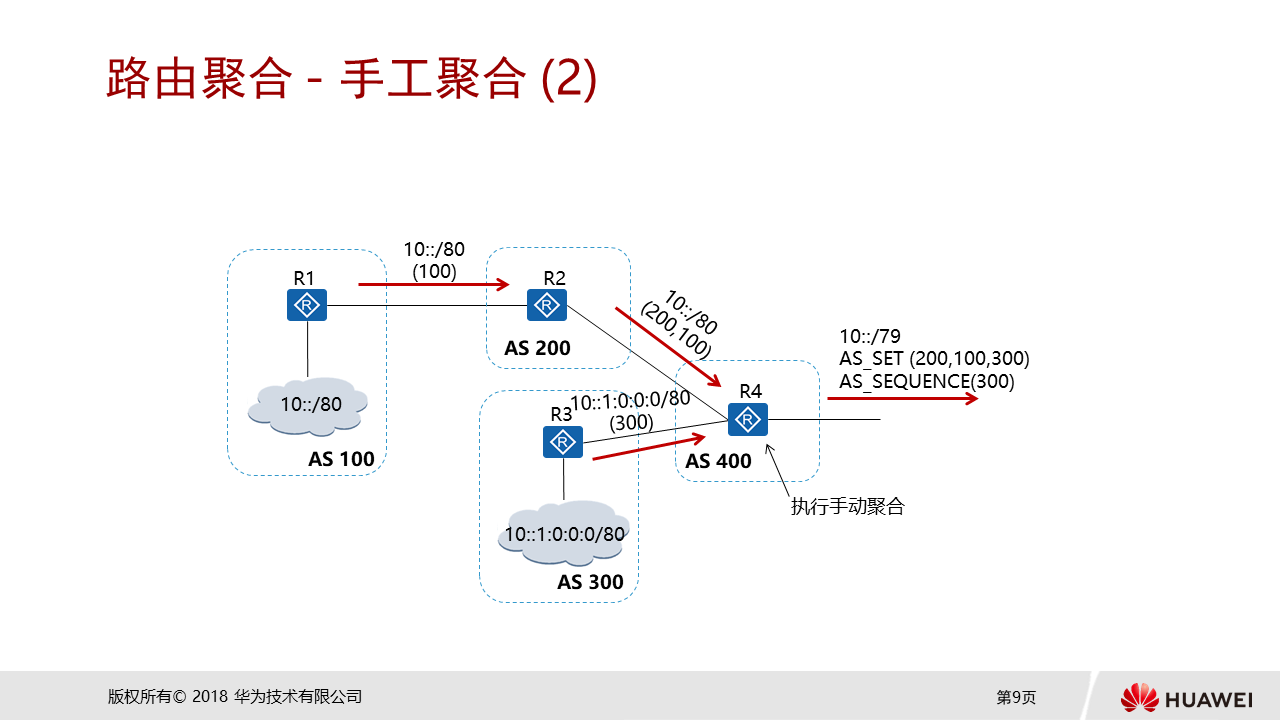 路由聚合 - 手工聚合 (2)
10::/80
(100)
R1
R2
10::/80
(200,100)
AS 200
10::/80
AS 100
10::/79
AS_SET (200,100,300)
AS_SEQUENCE(300)
R4
10::1:0:0:0/80
(300)
R3
AS 400
执行手动聚合
10::1:0:0:0/80
AS 300
版权所有© 2018 华为技术有限公司
第9页
HUAWEI